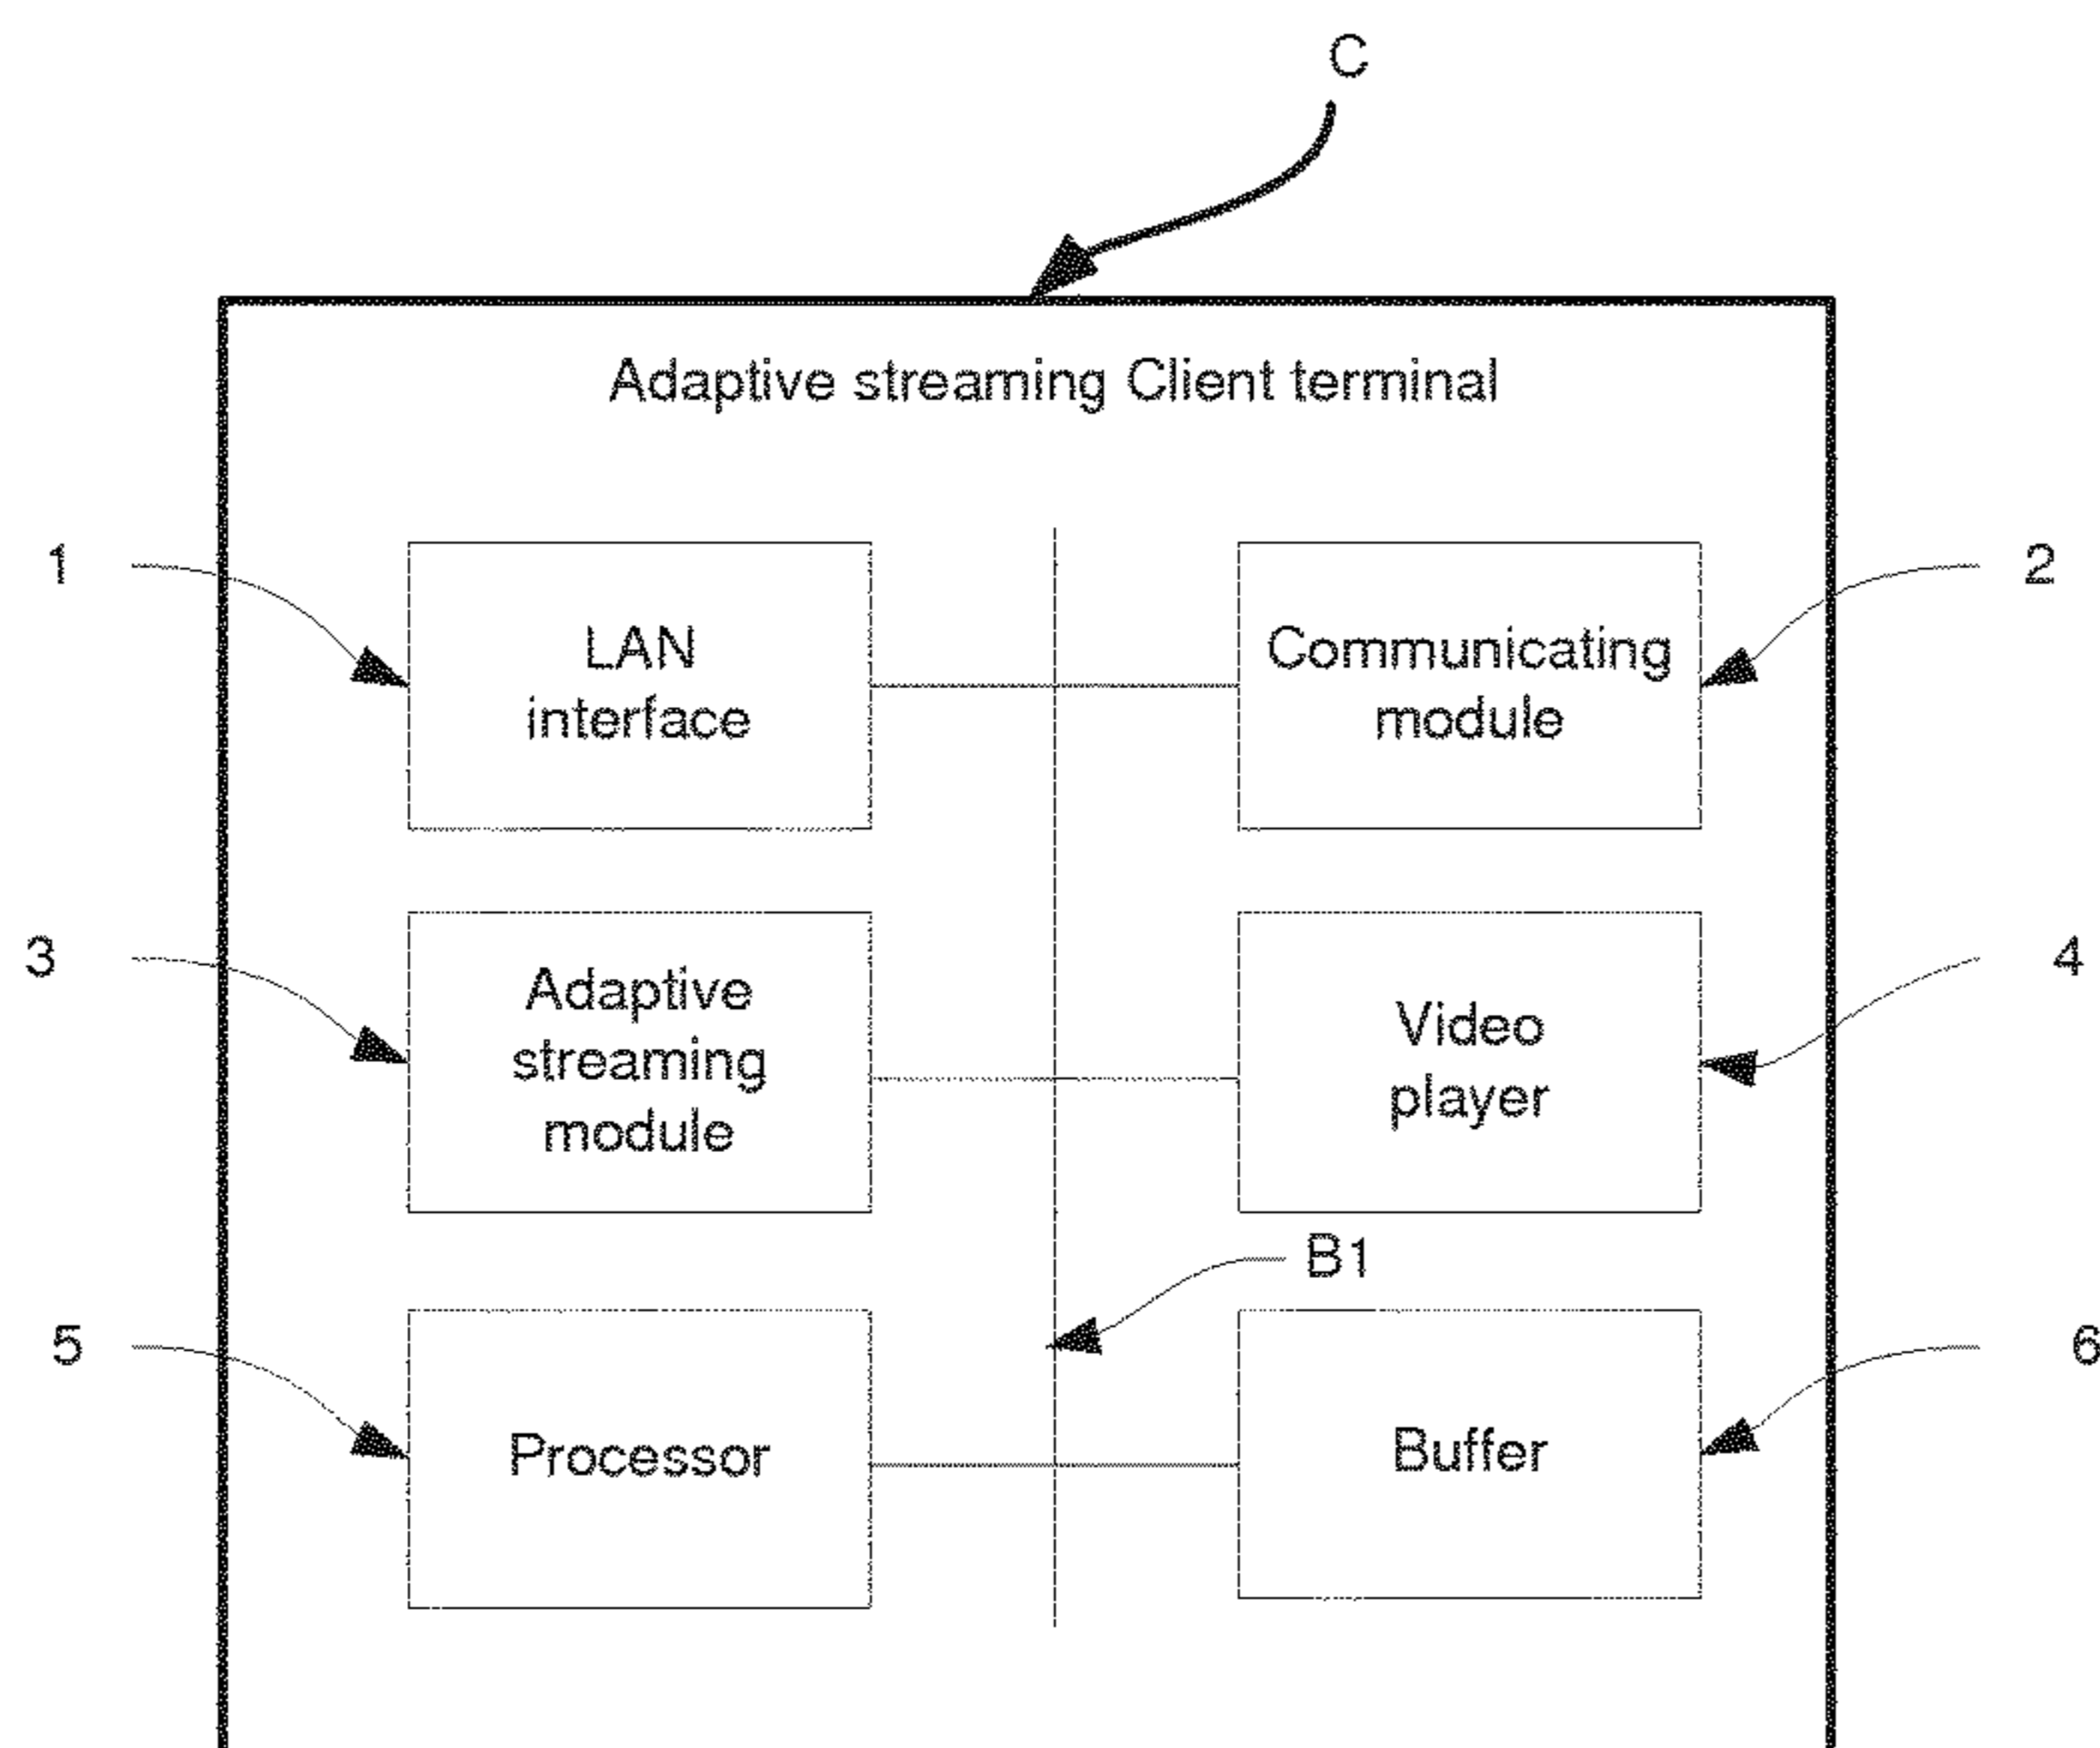 C
Adaptive streaming Client terminal
1
LAN
interface
Communicating
module
2
3
Adaptive
streaming
module
Video
player
4
B1
5
Processor
Buffer
6